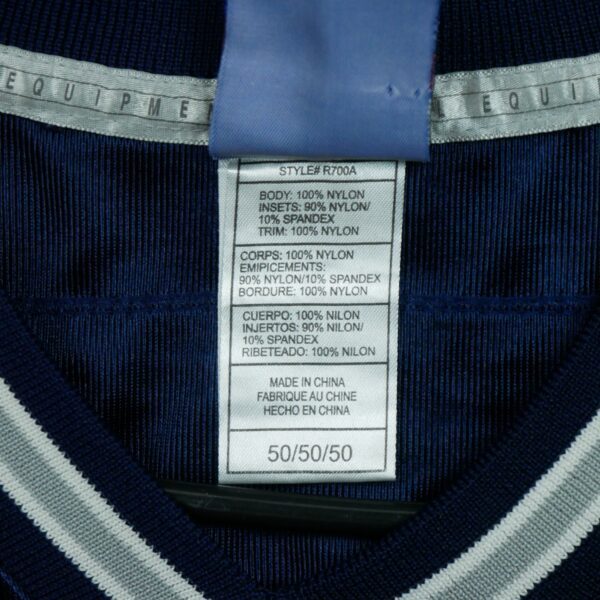 EQUIPME
L EQUI
STYLE# R700A
BODY: 100% NYLON
INSETS: 90% NYLON/
10% SPANDEX
TRIM: 100% NYLON
CORPS: 100% NYLON
EMPICEMENTS:
90% NYLON/10% SPANDEX
BORDURE: 100% NYLON
CUERPO: 100% NILON
INJERTOS: 90% NILON/
10% SPANDEX
RIBETEADO: 100% NILON
MADE IN CHINA
FABRIQUE AU CHINE
HECHO EN CHINA
50/50/50